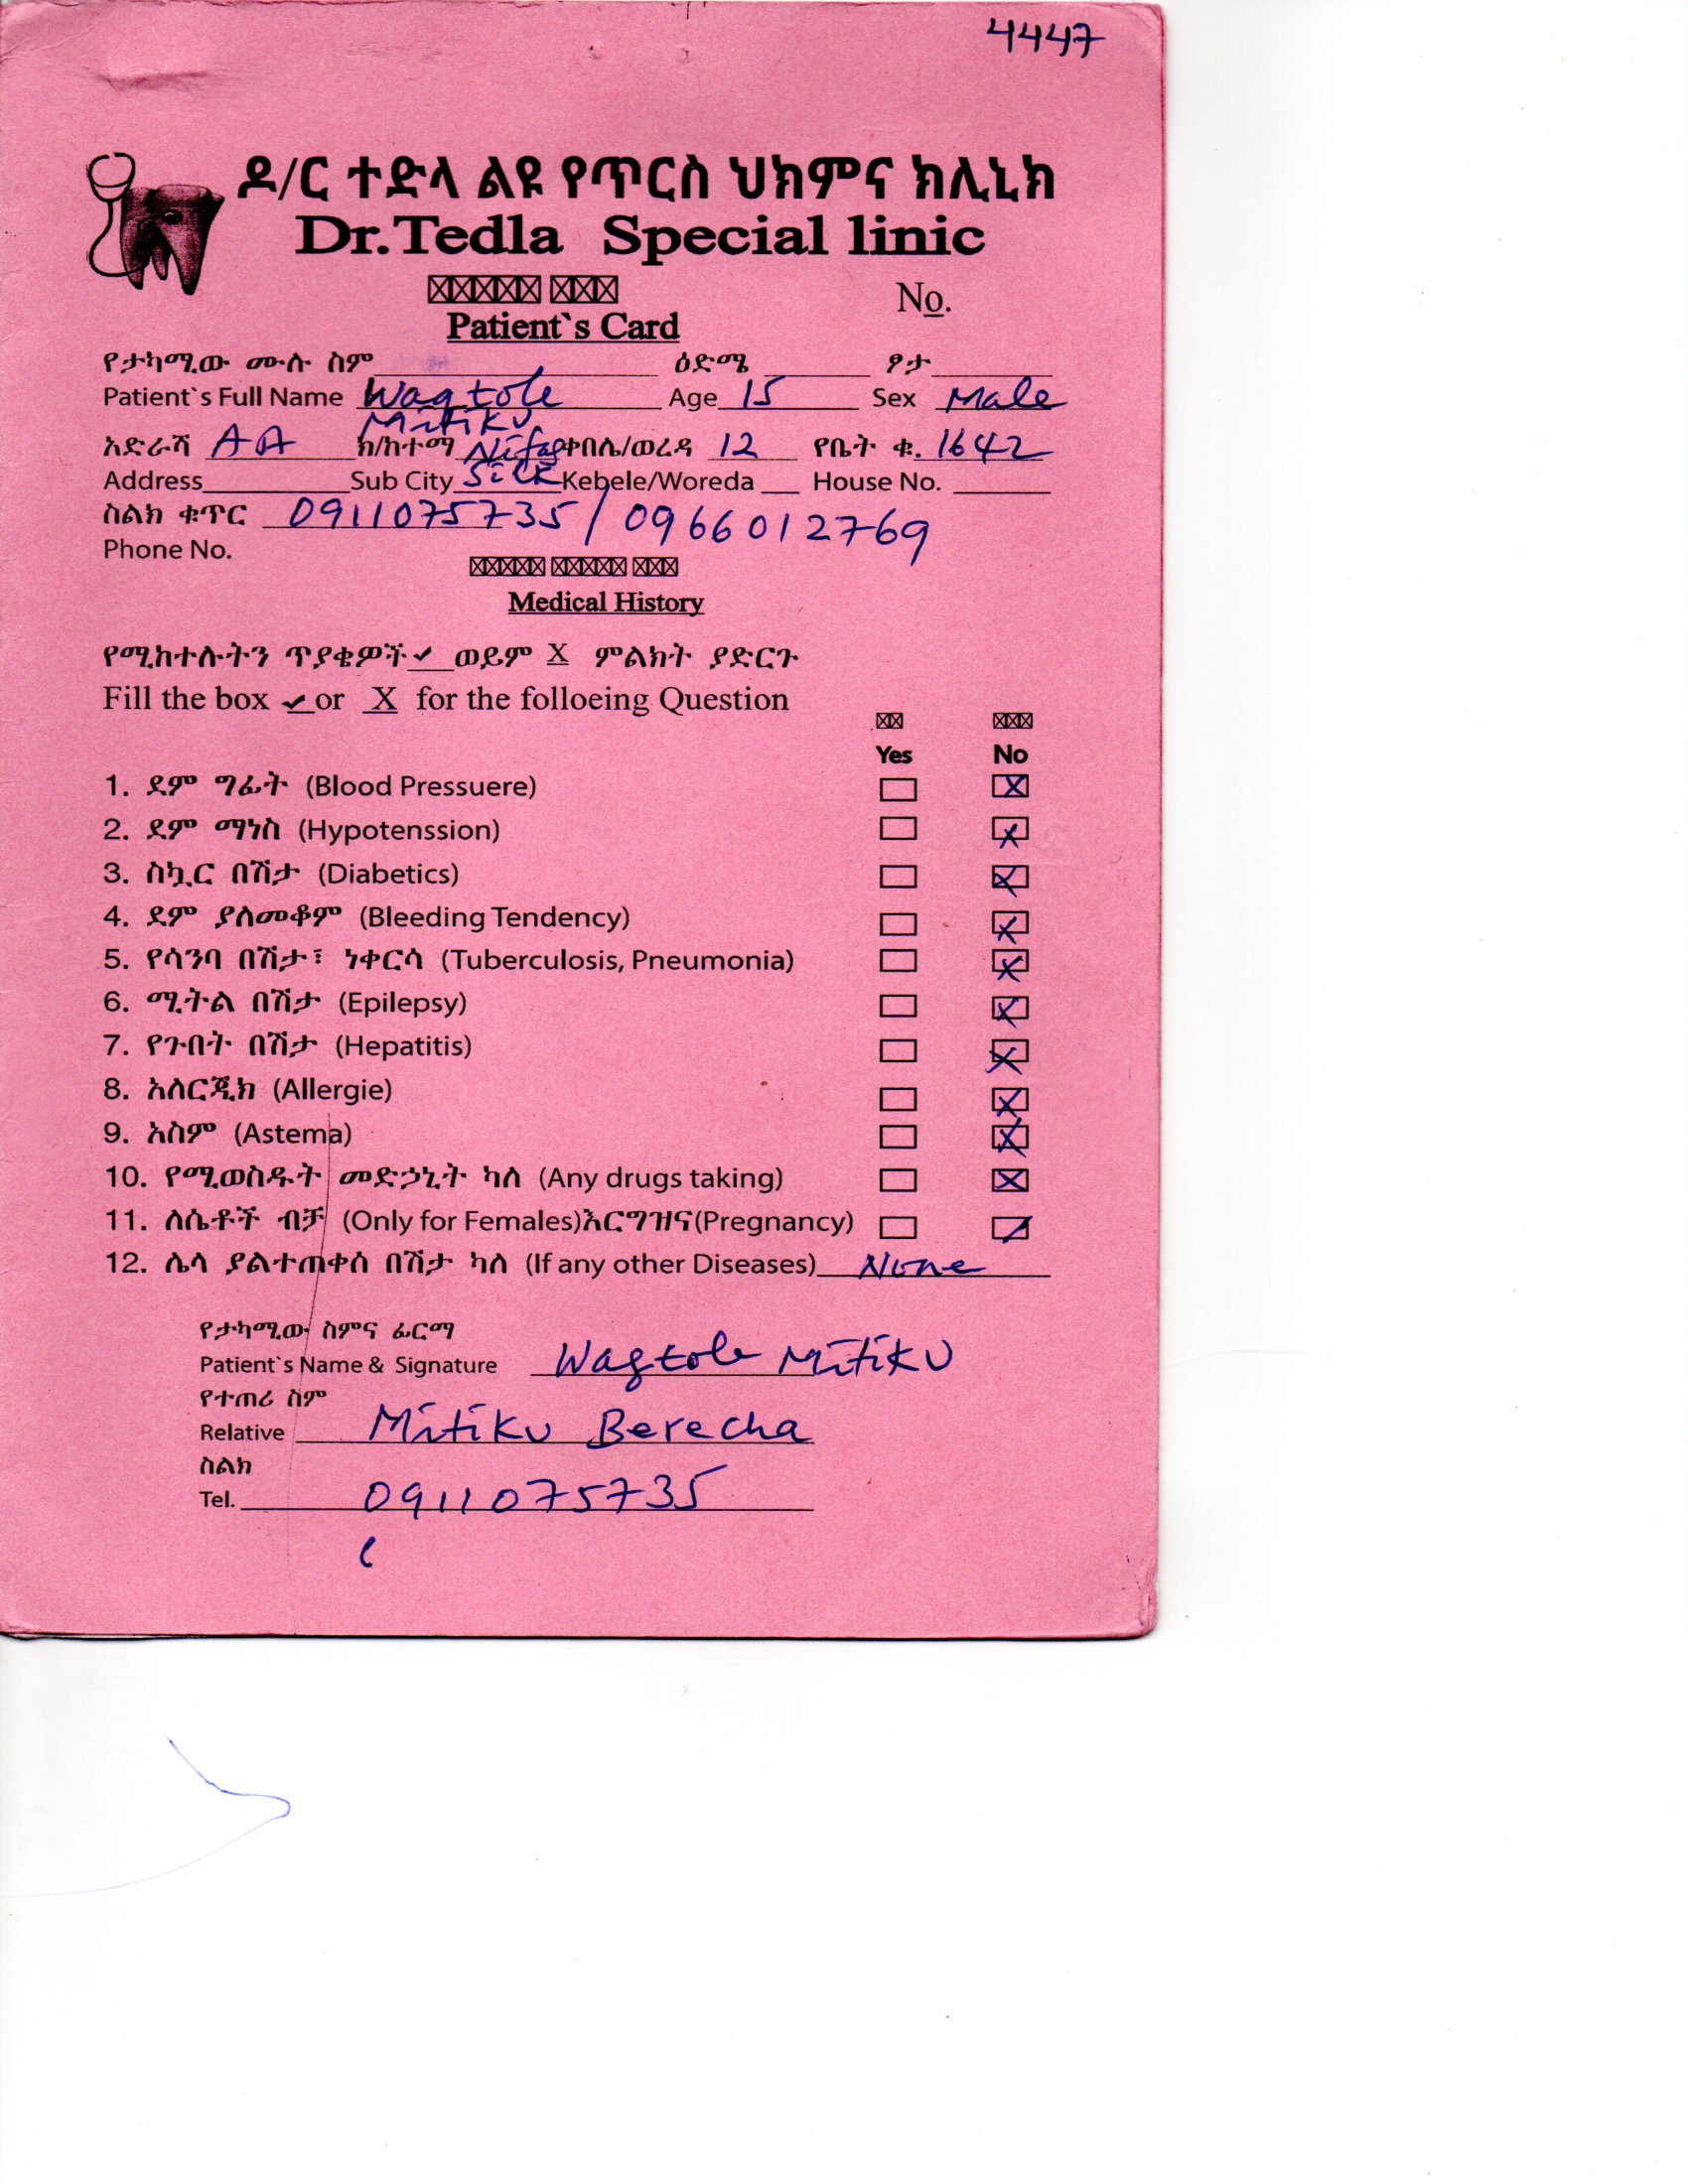 4447
ዶ/ር ተድላ ልዩ የጥርስ ህክምና ክሊኒክ
Dr.Tedla Special linic
No.
Patient`s Card
የታካሚው ሙሉ ስም ዕድሜ ፆታ
Patient`s Full Name Wagtole Mitiku Age 15 Sex Male
አድራሻ AA ክ/ከተማ Nifas Silk ቀበሌ/ወረዳ 12 የቤት ቁ. 1642
Address Sub City Kebele/Woreda House No.
ስልክ ቁጥር 0911075735 / 0966012769
Phone No.
Medical History
የሚከተሉትን ጥያቄዎች ✔ ወይም X ምልክት ያድርጉ
Fill the box ✔ or X for the folloeing Question
Yes No
1. ደም ግፊት (Blood Pressuere) X
2. ደም ማነስ (Hypotenssion) X
3. ስኳር በሽታ (Diabetics) X
4. ደም ያለመቆም (Bleeding Tendency) X
5. የሳንባ በሽታ፣ ነቀርሳ (Tuberculosis, Pneumonia) X
6. ሚትል በሽታ (Epilepsy) X
7. የጉበት በሽታ (Hepatitis) X
8. አለርጂክ (Allergie) X
9. አስም (Astema) X
10. የሚወስዱት መድኃኒት ካለ (Any drugs taking) X
11. ለሴቶች ብቻ (Only for Females)እርግዝና(Pregnancy) /
12. ሌላ ያልተጠቀሰ በሽታ ካለ (If any other Diseases) None
የታካሚው ስምና ፊርማ
Patient`s Name & Signature Wagtole Mitiku
የተጠሪ ስም
Relative Mitiku Berecha
ስልክ
Tel. 0911075735